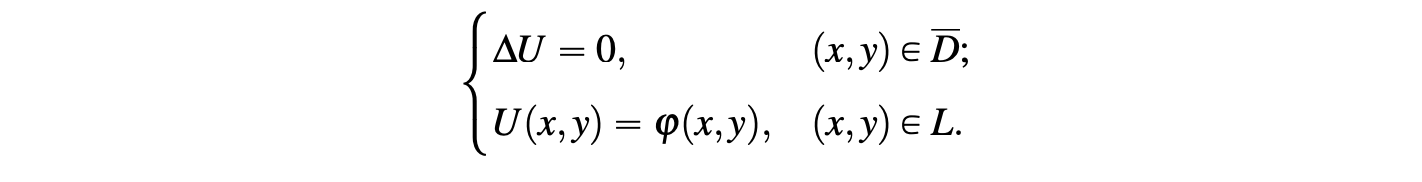 ΔU = 0, (x,y) ∈ D̅;
U(x,y) = φ(x,y), (x,y) ∈ L.